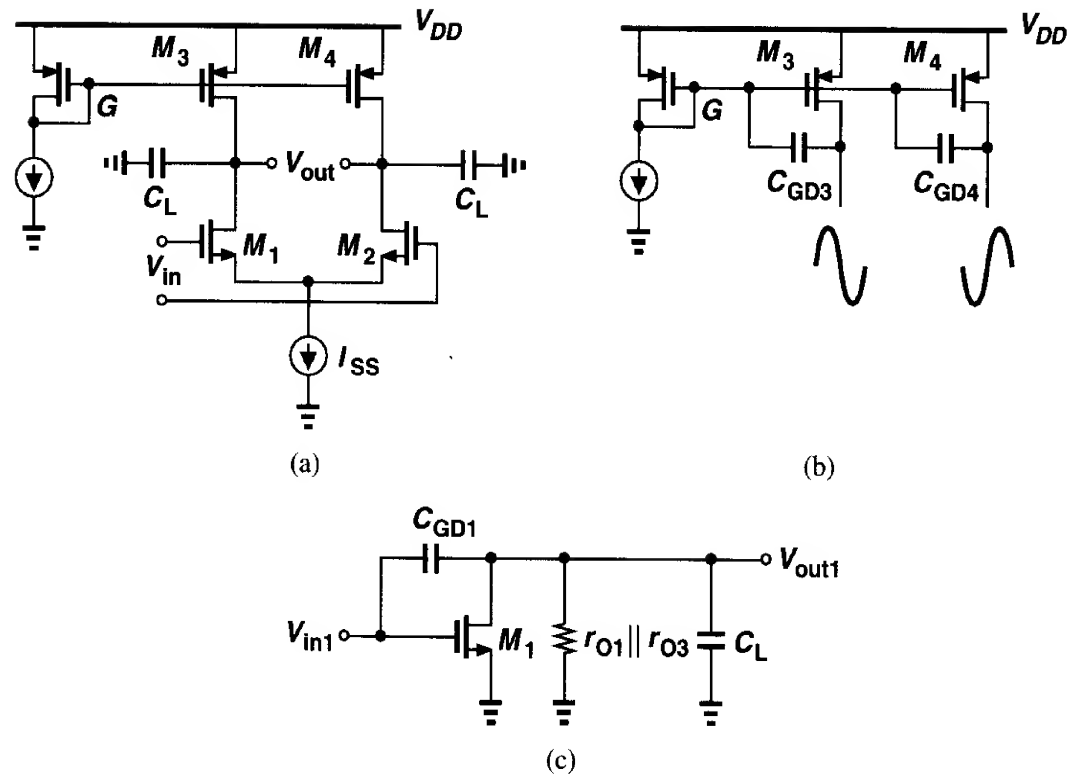 V_DD
M_3
M_4
G
V_out
C_L
C_L
M_1
M_2
V_in
I_SS
(a)
V_DD
M_3
M_4
G
C_GD3
C_GD4
(b)
C_GD1
V_out1
V_in1
M_1
r_O1 || r_O3
C_L
(c)